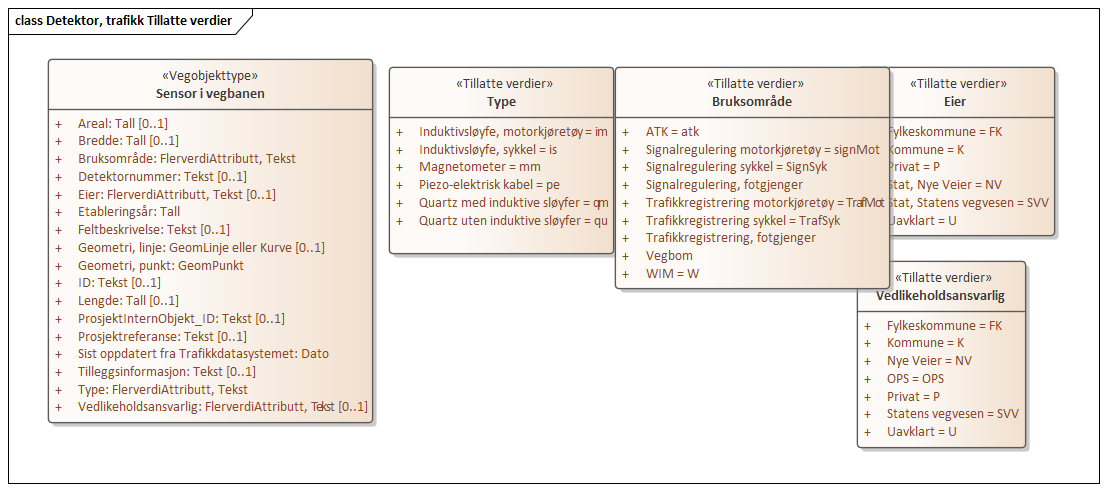 class Detektor, trafikk Tillatte verdier
«Vegobjekttype»
Sensor i vegbanen
+ Areal: Tall [0..1]
+ Bredde: Tall [0..1]
+ Bruksområde: FlerverdiAttributt, Tekst
+ Detektornummer: Tekst [0..1]
+ Eier: FlerverdiAttributt, Tekst [0..1]
+ Etableringsår: Tall
+ Feltbeskrivelse: Tekst [0..1]
+ Geometri, linje: GeomLinje eller Kurve [0..1]
+ Geometri, punkt: GeomPunkt
+ ID: Tekst [0..1]
+ Lengde: Tall [0..1]
+ ProsjektInternObjekt_ID: Tekst [0..1]
+ Prosjektreferanse: Tekst [0..1]
+ Sist oppdatert fra Trafikkdatasystemet: Dato
+ Tilleggsinformasjon: Tekst [0..1]
+ Type: FlerverdiAttributt, Tekst
+ Vedlikeholdsansvarlig: FlerverdiAttributt, Tekst [0..1]
«Tillatte verdier»
Type
+ Induktivsløyfe, motorkjøretøy = im
+ Induktivsløyfe, sykkel = is
+ Magnetometer = mm
+ Piezo-elektrisk kabel = pe
+ Quartz med induktive sløyfer = qm
+ Quartz uten induktive sløyfer = qu
«Tillatte verdier»
Bruksområde
+ ATK = atk
+ Signalregulering motorkjøretøy = signMot
+ Signalregulering sykkel = SignSyk
+ Signalregulering, fotgjenger
+ Trafikkregistrering motorkjøretøy = TrafMot
+ Trafikkregistrering sykkel = TrafSyk
+ Trafikkregistrering, fotgjenger
+ Vegbom
+ WIM = W
«Tillatte verdier»
Eier
Fylkeskommune = FK
Kommune = K
Privat = P
Stat, Nye Veier = NV
Stat, Statens vegvesen = SVV
Uavklart = U
«Tillatte verdier»
Vedlikeholdsansvarlig
+ Fylkeskommune = FK
+ Kommune = K
+ Nye Veier = NV
+ OPS = OPS
+ Privat = P
+ Statens vegvesen = SVV
+ Uavklart = U